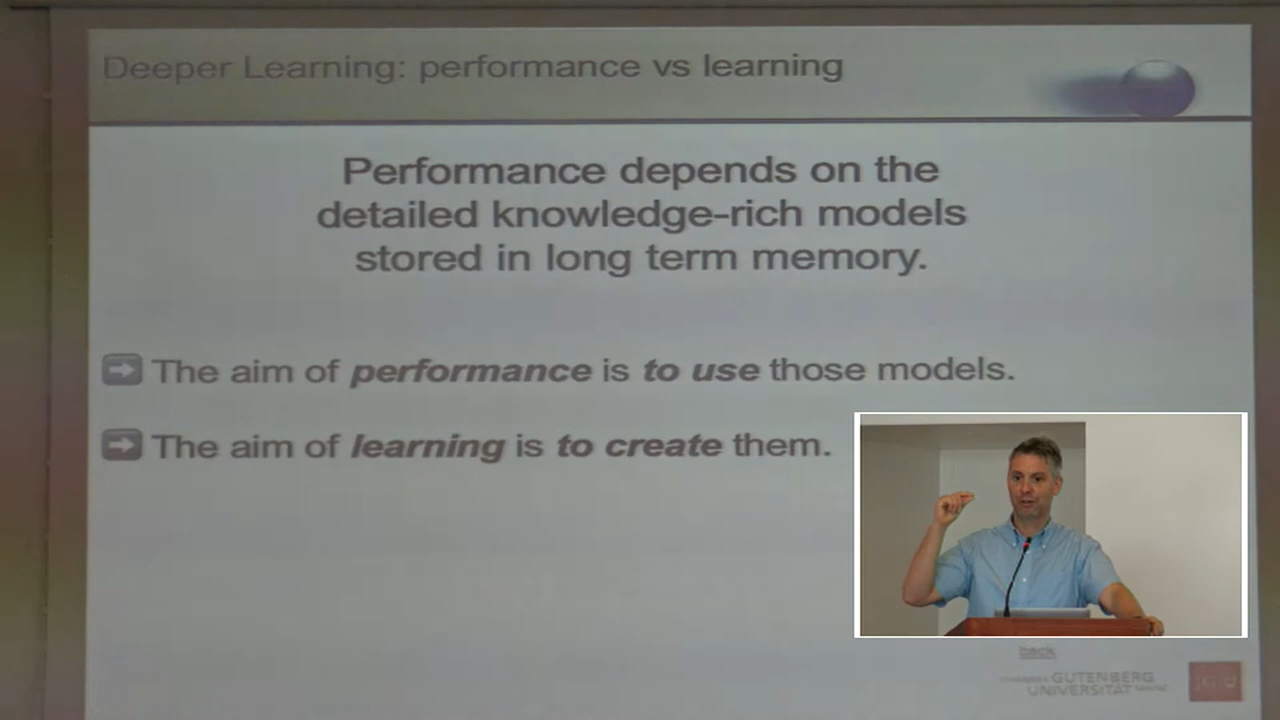 Deeper Learning: performance vs learning
Performance depends on the
detailed knowledge-rich models
stored in long term memory.
The aim of performance is to use those models.
The aim of learning is to create them.
back
GUTENBERG
UNIVERSITÄT